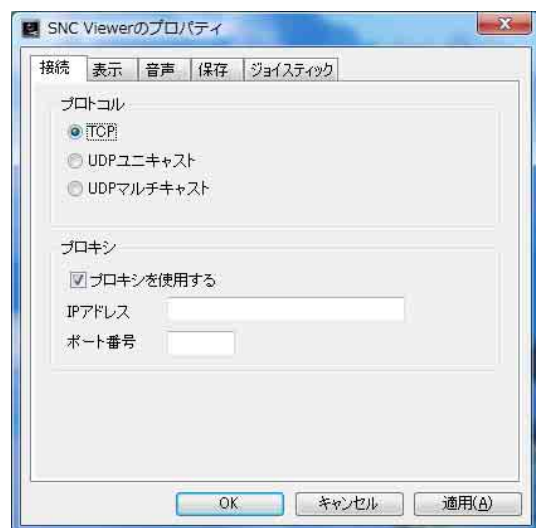 SNC Viewerのプロパティ
接続 表示 音声 保存 ジョイスティック
プロトコル
TCP
UDPユニキャスト
UDPマルチキャスト
プロキシ
プロキシを使用する
IPアドレス
ポート番号
OK キャンセル 適用(A)